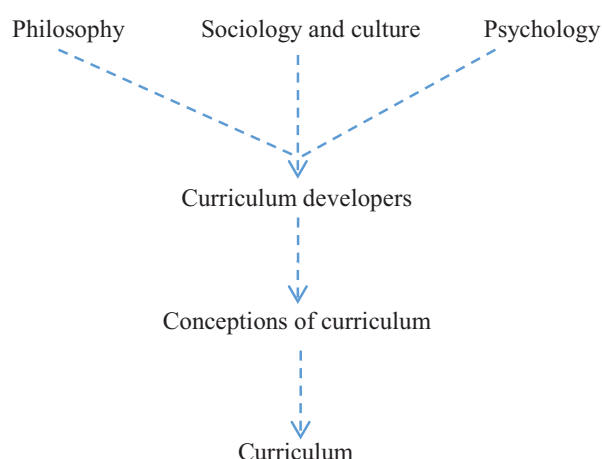 Philosophy Sociology and culture Psychology
Curriculum developers
Conceptions of curriculum
Curriculum